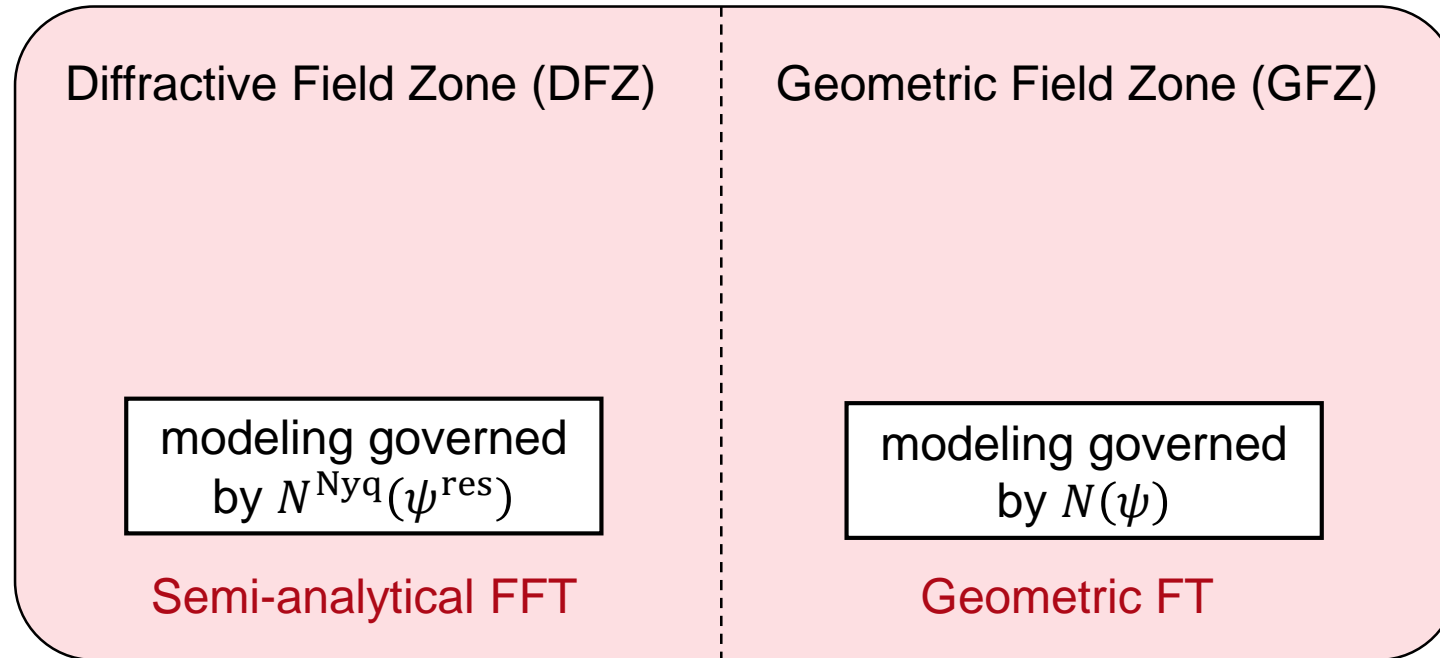 Diffractive Field Zone (DFZ)
modeling governed
by N^Nyq(ψ^res)
Semi-analytical FFT
Geometric Field Zone (GFZ)
modeling governed
by N(ψ)
Geometric FT